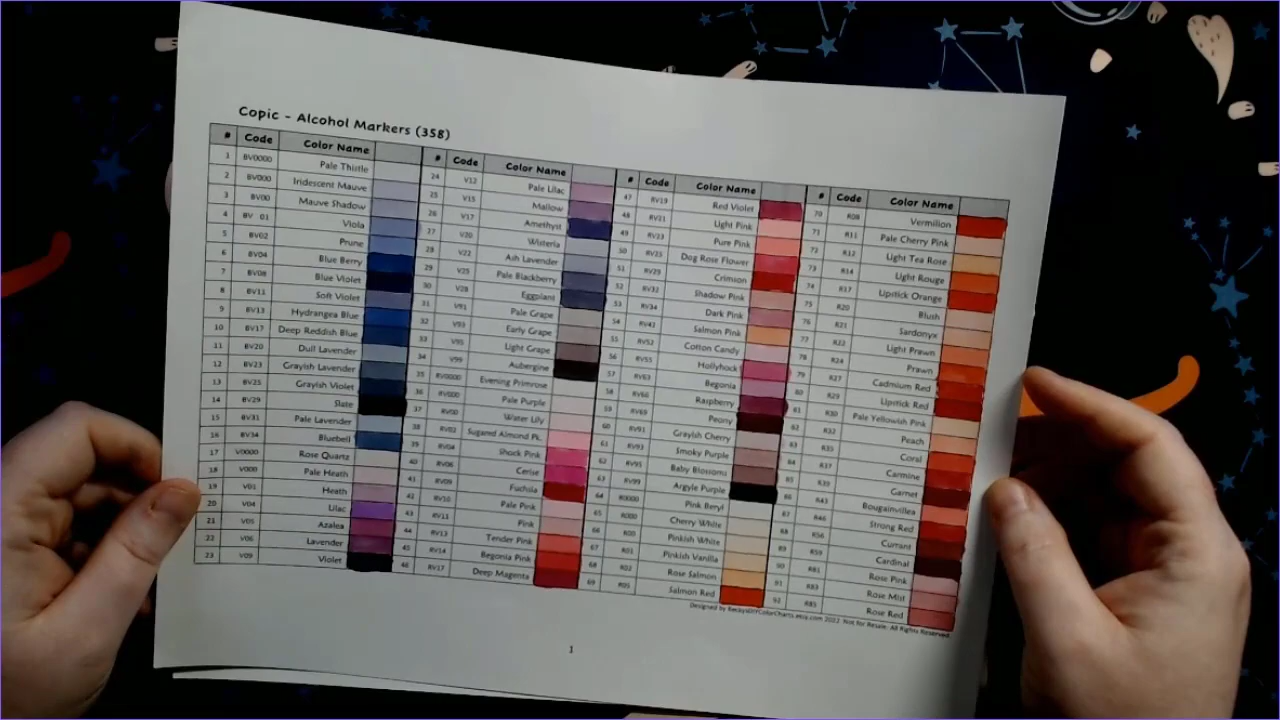 Copic - Alcohol Markers (358)
# Code Color Name
1 BV0000 Pale Thistle
2 BV000 Iridescent Mauve
3 BV00 Mauve Shadow
4 BV 01 Viola
5 BV02 Prune
6 BV04 Blue Berry
7 BV08 Blue Violet
8 BV11 Soft Violet
9 BV13 Hydrangea Blue
10 BV17 Deep Reddish Blue
11 BV20 Dull Lavender
12 BV23 Grayish Lavender
13 BV25 Grayish Violet
14 BV29 Slate
15 BV31 Pale Lavender
16 BV34 Bluebell
17 V0000 Rose Quartz
18 V000 Pale Heath
19 V01 Heath
20 V04 Lilac
21 V05 Azalea
22 V06 Lavender
23 V09 Violet
# Code Color Name
24 V12 Pale Lilac
25 V15 Mallow
26 V17 Amethyst
27 V20 Wisteria
28 V22 Ash Lavender
29 V25 Pale Blackberry
30 V28 Eggplant
31 V91 Pale Grape
32 V93 Early Grape
33 V95 Light Grape
34 V99 Aubergine
35 RV0000 Evening Primrose
36 RV000 Pale Purple
37 RV00 Water Lily
38 RV02 Sugared Almond Pk.
39 RV04 Shock Pink
40 RV06 Cerise
41 RV09 Fuchsia
42 RV10 Pale Pink
43 RV11 Pink
44 RV13 Tender Pink
45 RV14 Begonia Pink
46 RV17 Deep Magenta
# Code Color Name
47 RV19 Red Violet
48 RV21 Light Pink
49 RV23 Pure Pink
50 RV25 Dog Rose Flower
51 RV29 Crimson
52 RV32 Shadow Pink
53 RV34 Dark Pink
54 RV42 Salmon Pink
55 RV52 Cotton Candy
56 RV55 Hollyhock
57 RV63 Begonia
58 RV66 Raspberry
59 RV69 Peony
60 RV91 Grayish Cherry
61 RV93 Smoky Purple
62 RV95 Baby Blossoms
63 RV99 Argyle Purple
64 R0000 Pink Beryl
65 R000 Cherry White
66 R00 Pinkish White
67 R01 Pinkish Vanilla
68 R02 Rose Salmon
69 R05 Salmon Red
# Code Color Name
70 R08 Vermilion
71 R11 Pale Cherry Pink
72 R12 Light Tea Rose
73 R14 Light Rouge
74 R17 Lipstick Orange
75 R20 Blush
76 R21 Sardonyx
77 R22 Light Prawn
78 R24 Prawn
79 R27 Cadmium Red
80 R29 Lipstick Red
81 R30 Pale Yellowish Pink
82 R32 Peach
83 R35 Coral
84 R37 Carmine
85 R39 Garnet
86 R43 Bougainvillea
87 R46 Strong Red
88 R56 Currant
89 R59 Cardinal
90 R81 Rose Pink
91 R83 Rose Mist
92 R85 Rose Red
Designed by BeckysDIYColorCharts.etsy.com 2022. Not for Resale. All Rights Reserved.
1